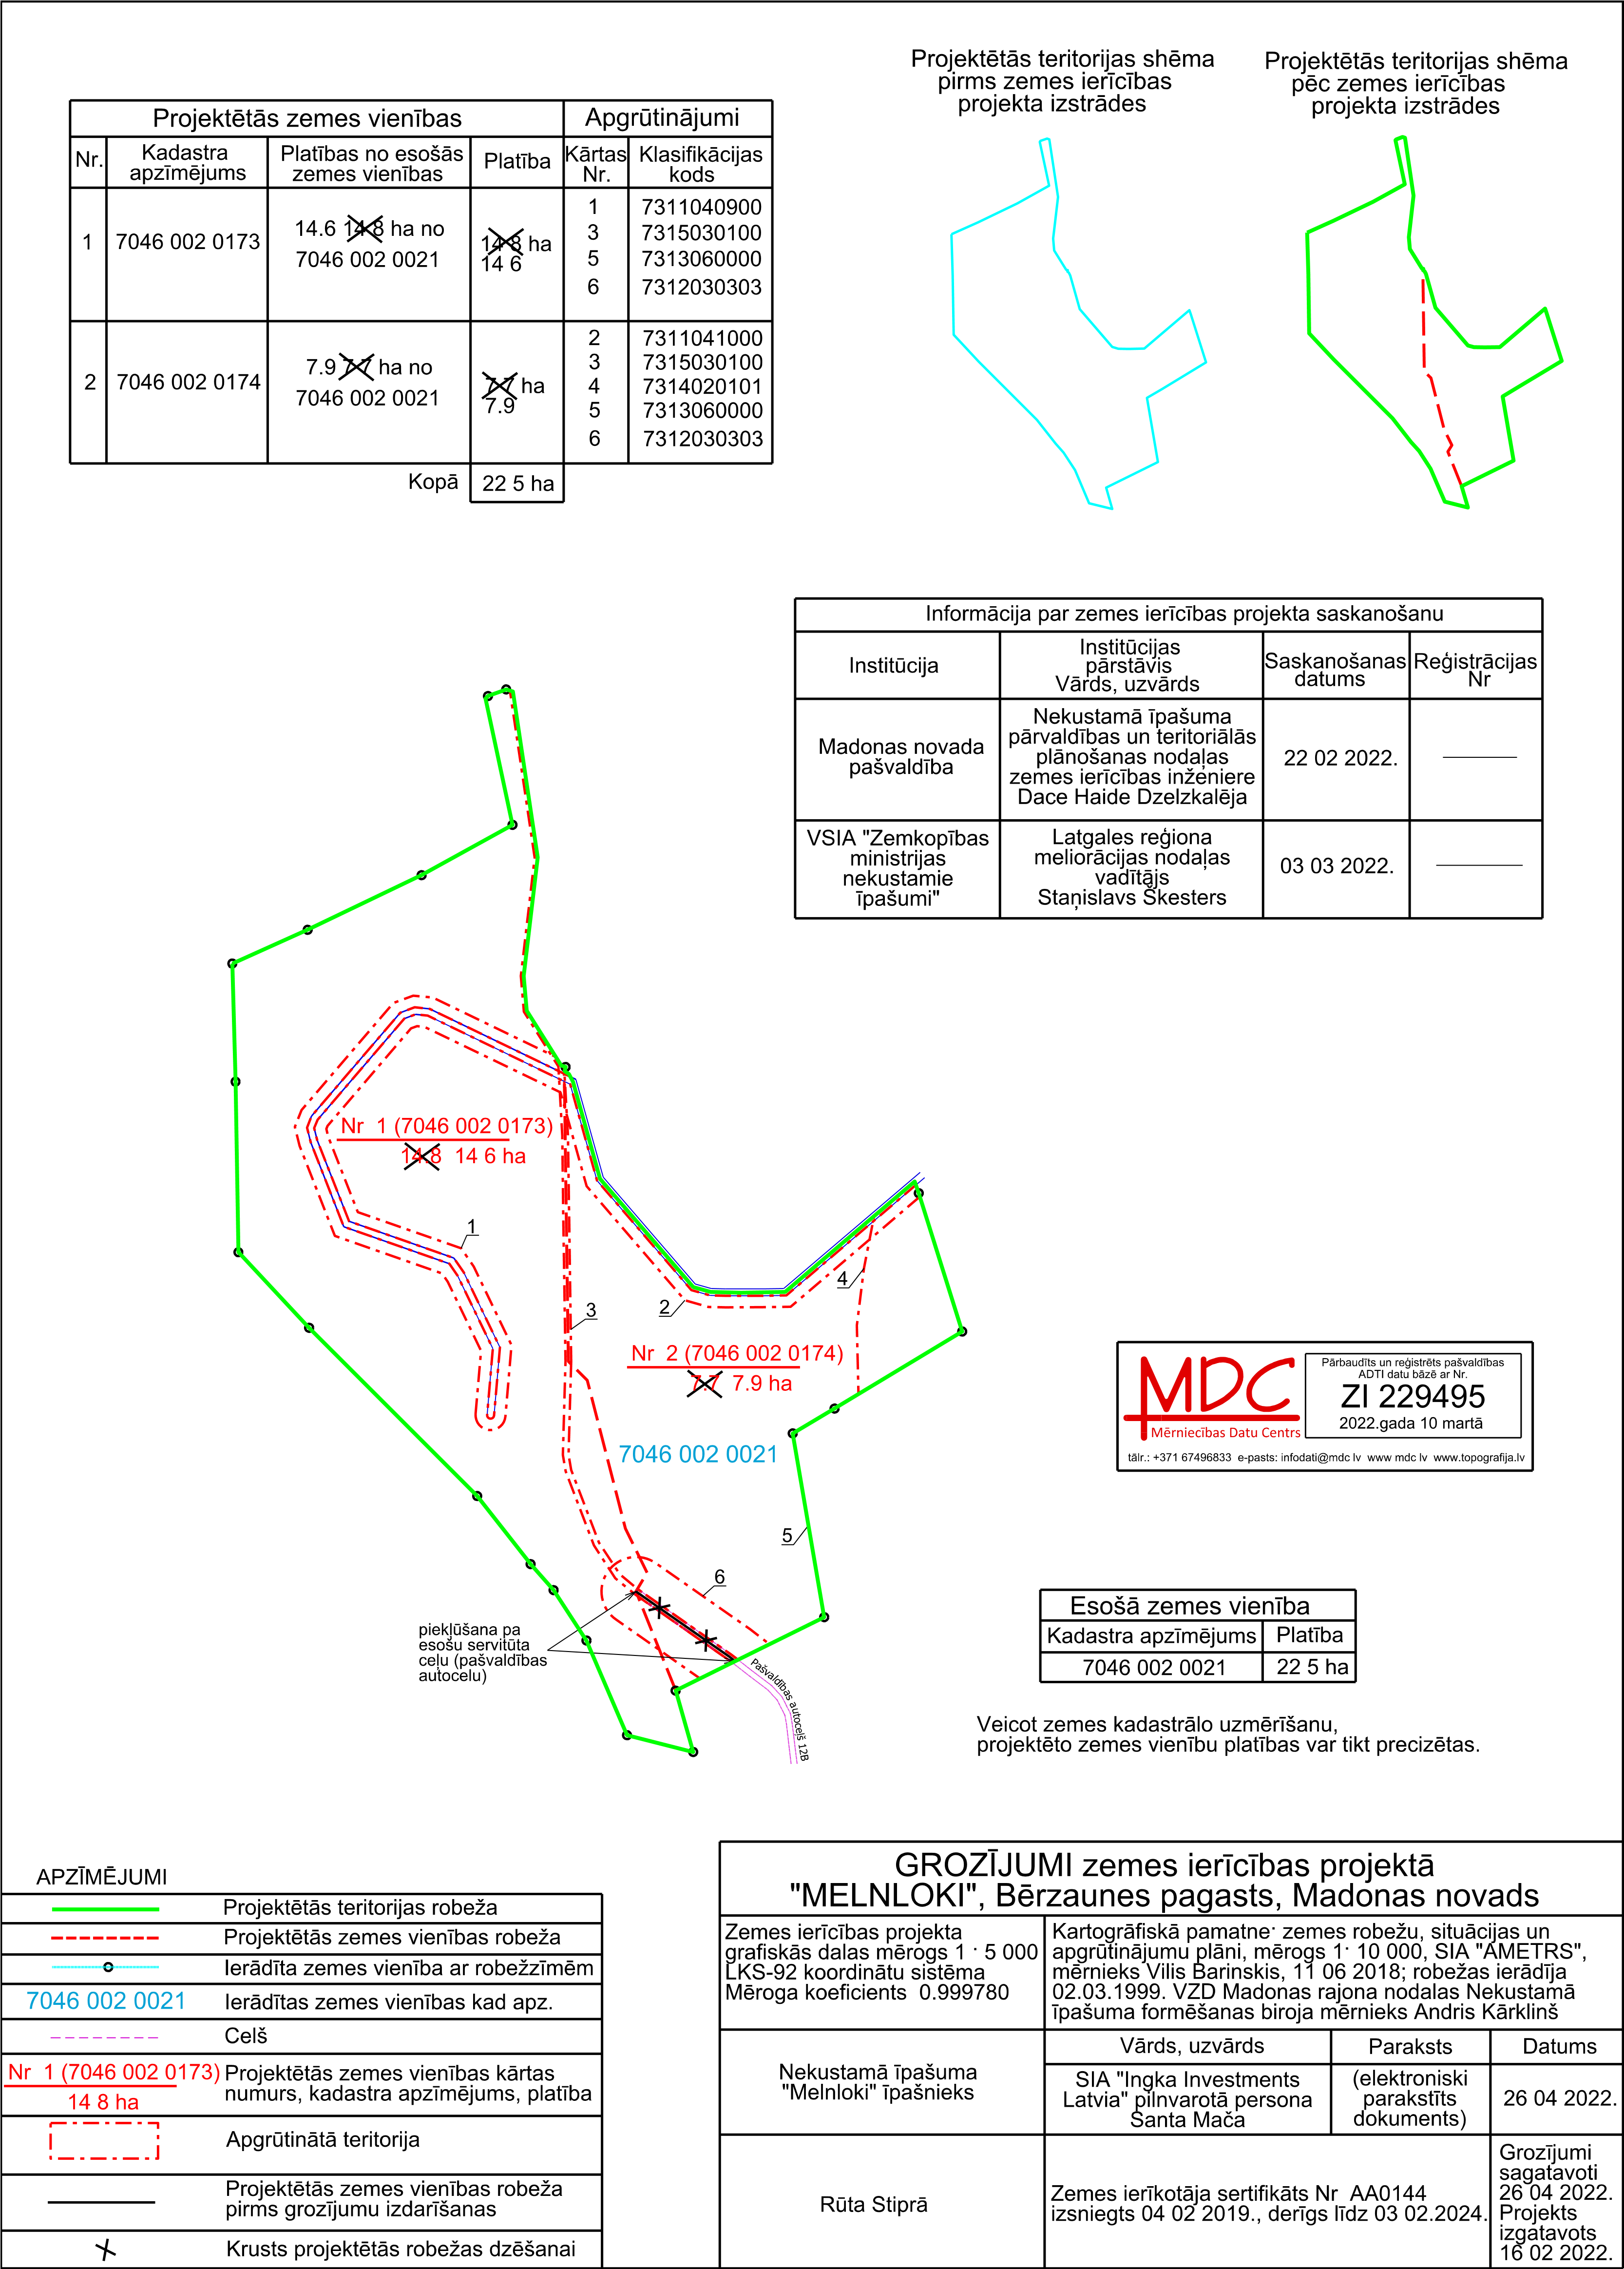 Projektētās teritorijas shēma
pirms zemes ierīcības
projekta izstrādes
Projektētās teritorijas shēma
pēc zemes ierīcības
projekta izstrādes
Projektētās zemes vienības
Apgrūtinājumi
Nr.
Kadastra
apzīmējums
Platības no esošās
zemes vienības
Platība
Kārtas
Nr.
Klasifikācijas
kods
1
7046 002 0173
14.6 14 8 ha no
7046 002 0021
14 8 ha
14 6
1 7311040900
3 7315030100
5 7313060000
6 7312030303
2
7046 002 0174
7.9 7 7 ha no
7046 002 0021
7 7 ha
7.9
2 7311041000
3 7315030100
4 7314020101
5 7313060000
6 7312030303
Kopā 22 5 ha
Informācija par zemes ierīcības projekta saskanošanu
Institūcija
Institūcijas
pārstāvis
Vārds, uzvārds
Saskanošanas
datums
Reģistrācijas
Nr
Madonas novada
pašvaldība
Nekustamā īpašuma
pārvaldības un teritoriālās
plānošanas nodaļas
zemes ierīcības inženiere
Dace Haide Dzelzkalēja
22 02 2022.
VSIA "Zemkopības
ministrijas
nekustamie
īpašumi"
Latgales reģiona
meliorācijas nodaļas
vadītājs
Staņislavs Škesters
03 03 2022.
Nr 1 (7046 002 0173)
14.8 14 6 ha
1
2
3
4
Nr 2 (7046 002 0174)
7.7 7.9 ha
7046 002 0021
5
6
piekļūšana pa
esošu servitūta
ceļu (pašvaldības
autocelu)
Pašvaldības autoceļš 12B
MDC
Mērniecības Datu Centrs
Pārbaudīts un reģistrēts pašvaldības
ADTI datu bāzē ar Nr.
ZI 229495
2022.gada 10 martā
tālr.: +371 67496833 e-pasts: infodati@mdc lv www mdc lv www.topografija.lv
Esošā zemes vienība
Kadastra apzīmējums Platība
7046 002 0021 22 5 ha
Veicot zemes kadastrālo uzmērīšanu,
projektēto zemes vienību platības var tikt precizētas.
APZĪMĒJUMI
Projektētās teritorijas robeža
Projektētās zemes vienības robeža
Ierādīta zemes vienība ar robežzīmēm
7046 002 0021 Ierādītas zemes vienības kad apz.
Celš
Nr 1 (7046 002 0173)
14 8 ha
Projektētās zemes vienības kārtas
numurs, kadastra apzīmējums, platība
Apgrūtinātā teritorija
Projektētās zemes vienības robeža
pirms grozījumu izdarīšanas
Krusts projektētās robežas dzēšanai
GROZĪJUMI zemes ierīcības projektā
"MELNLOKI", Bērzaunes pagasts, Madonas novads
Zemes ierīcības projekta
grafiskās dalas mērogs 1 : 5 000
LKS-92 koordinātu sistēma
Mēroga koeficients 0.999780
Kartogrāfiskā pamatne: zemes robežu, situācijas un
apgrūtinājumu plāni, mērogs 1: 10 000, SIA "AMETRS",
mērnieks Vilis Barinskis, 11 06 2018; robežas ierādīja
02.03.1999. VZD Madonas rajona nodalas Nekustamā
īpašuma formēšanas biroja mērnieks Andris Kārklinš
Nekustamā īpašuma
"Melnloki" īpašnieks
Vārds, uzvārds
Paraksts
Datums
SIA "Ingka Investments
Latvia" pilnvarotā persona
Santa Mača
(elektroniski
parakstīts
dokuments)
26 04 2022.
Rūta Stiprā
Zemes ierīkotāja sertifikāts Nr AA0144
izsniegts 04 02 2019., derīgs līdz 03 02.2024.
Grozījumi
sagatavoti
26 04 2022.
Projekts
izgatavots
16 02 2022.